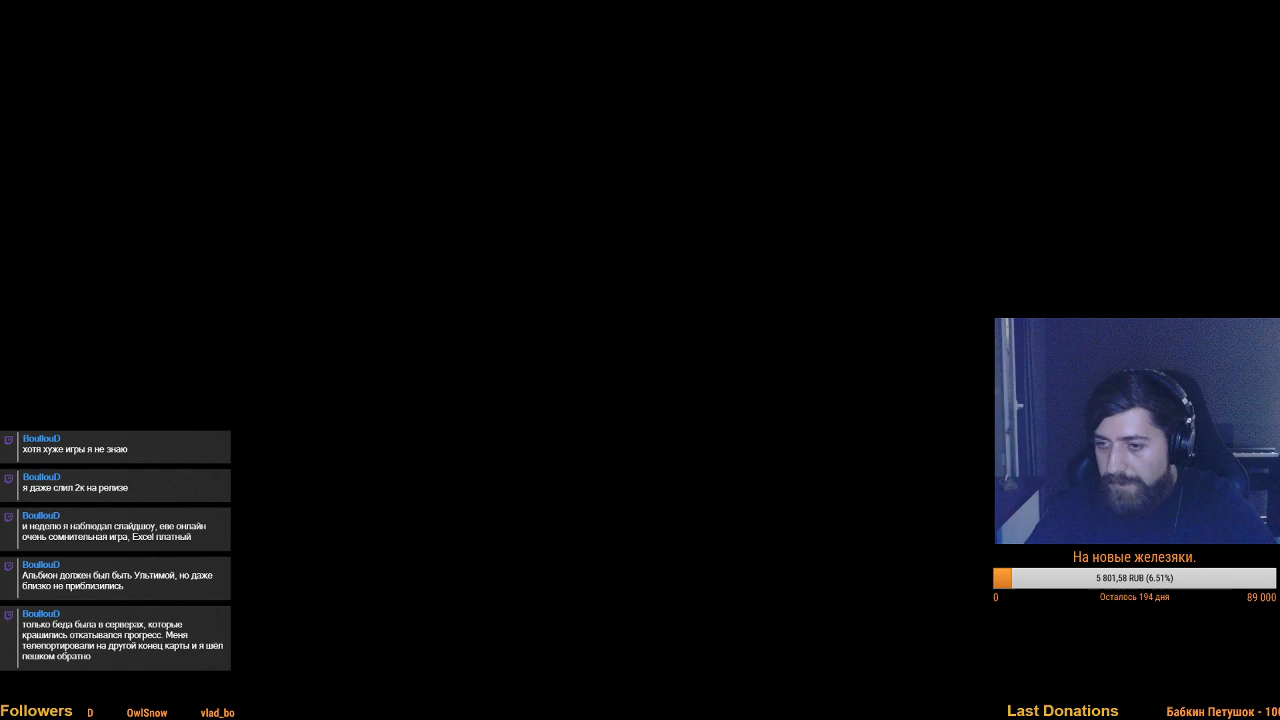 BoullouD
хотя хуже игры я не знаю
BoullouD
я даже слил 2к на релизе
BoullouD
и неделю я наблюдал слайдшоу, еве онлайн
очень сомнительная игра, Excel платный
BoullouD
Альбион должен был быть Ультимой, но даже
близко не приблизились
BoullouD
только беда была в серверах, которые
крашились откатывался прогресс. Меня
телепортировали на другой конец карты и я шёл
пешком обратно
На новые железяки.
5 801,58 RUB (6.51%)
0 Осталось 194 дня 89 000
Followers D OwlSnow vlad_bo
Last Donations Бабкин Петушок -